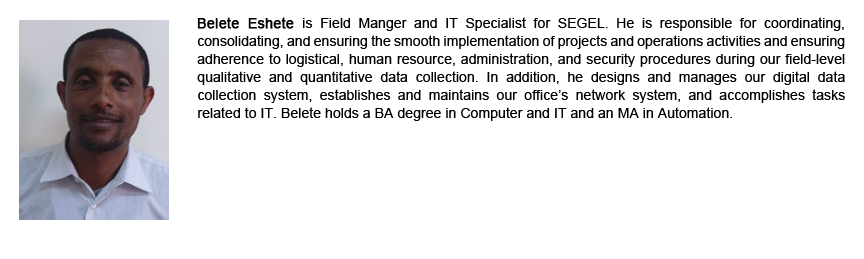 Belete Eshete is Field Manger and IT Specialist for SEGEL. He is responsible for coordinating,
consolidating, and ensuring the smooth implementation of projects and operations activities and ensuring
adherence to logistical, human resource, administration, and security procedures during our field-level
qualitative and quantitative data collection. In addition, he designs and manages our digital data
collection system, establishes and maintains our office's network system, and accomplishes tasks
related to IT. Belete holds a BA degree in Computer and IT and an MA in Automation.